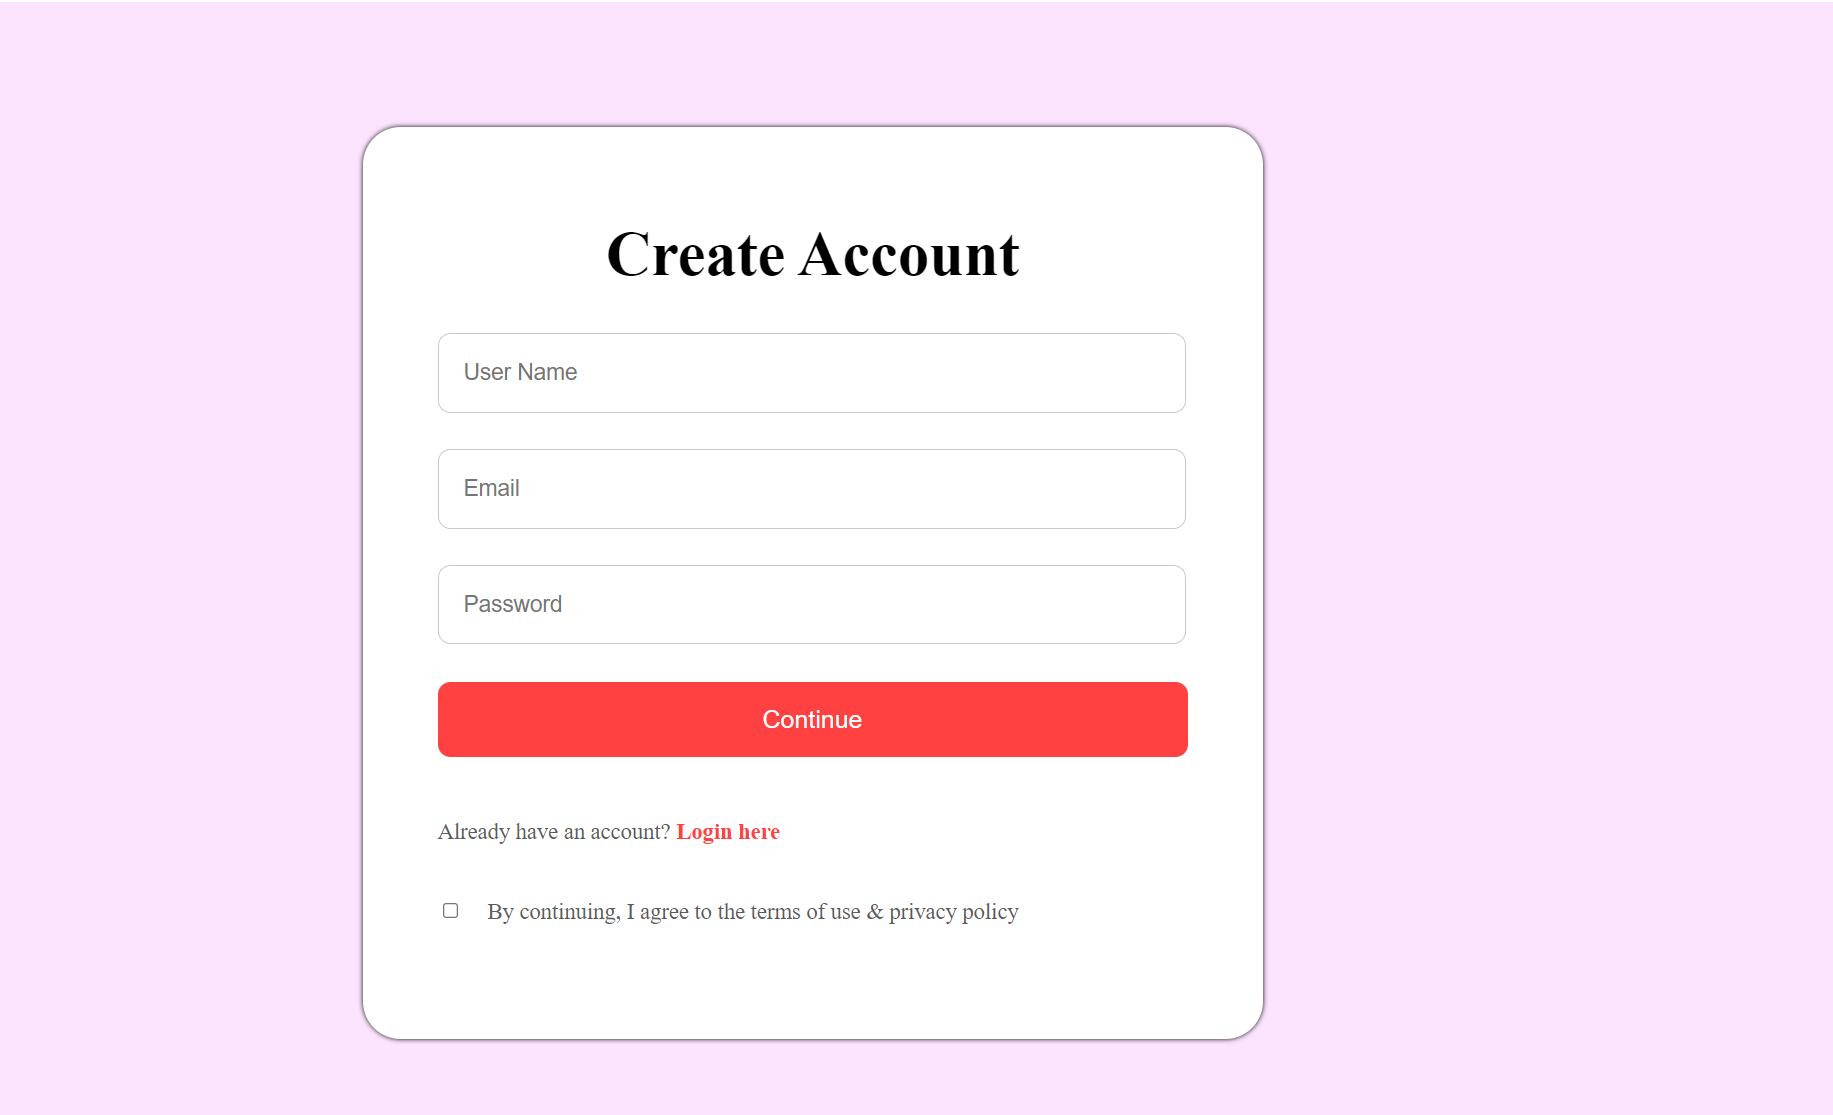 Create Account
User Name
Email
Password
Continue
Already have an account? Login here
By continuing, I agree to the terms of use & privacy policy